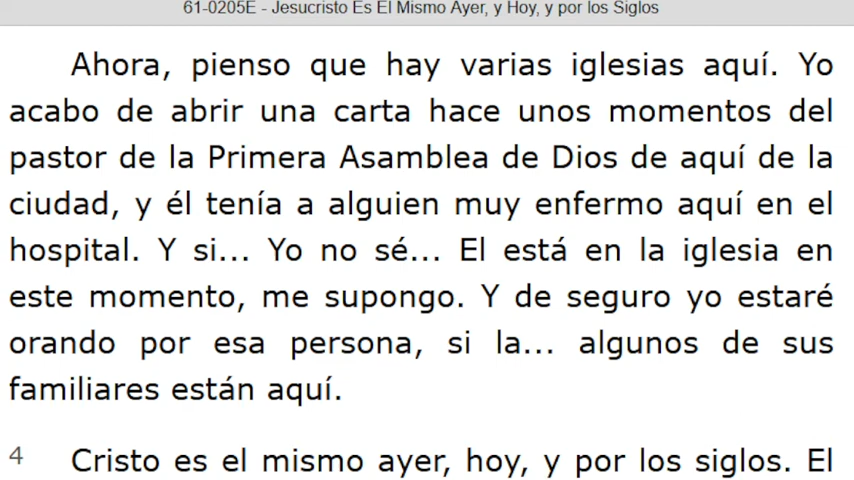 61-0205E - Jesucristo Es El Mismo Ayer, y Hoy, y por los Siglos
Ahora, pienso que hay varias iglesias aquí. Yo
acabo de abrir una carta hace unos momentos del
pastor de la Primera Asamblea de Dios de aquí de la
ciudad, y él tenía a alguien muy enfermo aquí en el
hospital. Y si... Yo no sé... El está en la iglesia en
este momento, me supongo. Y de seguro yo estaré
orando por esa persona, si la... algunos de sus
familiares están aquí.
4 Cristo es el mismo ayer, hoy, y por los siglos. El